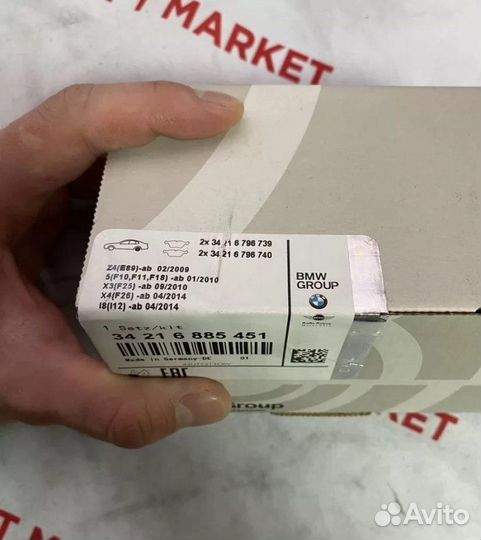 T MARKET
2x 34 21 6 798 739
2x 34 21 6 796 740
Z4(E89)-ab 02/2009
5(F10,F11,F18) -ab 01/2010
X3(F25) -ab 09/2010
X4(F26) -ab 04/2014
I8(I12) -ab 04/2014
BMW
GROUP
1 Satz/kit
34 21 6 885 451
Made in Germany-DE 01
EAC
Group
T MARKET
Avito